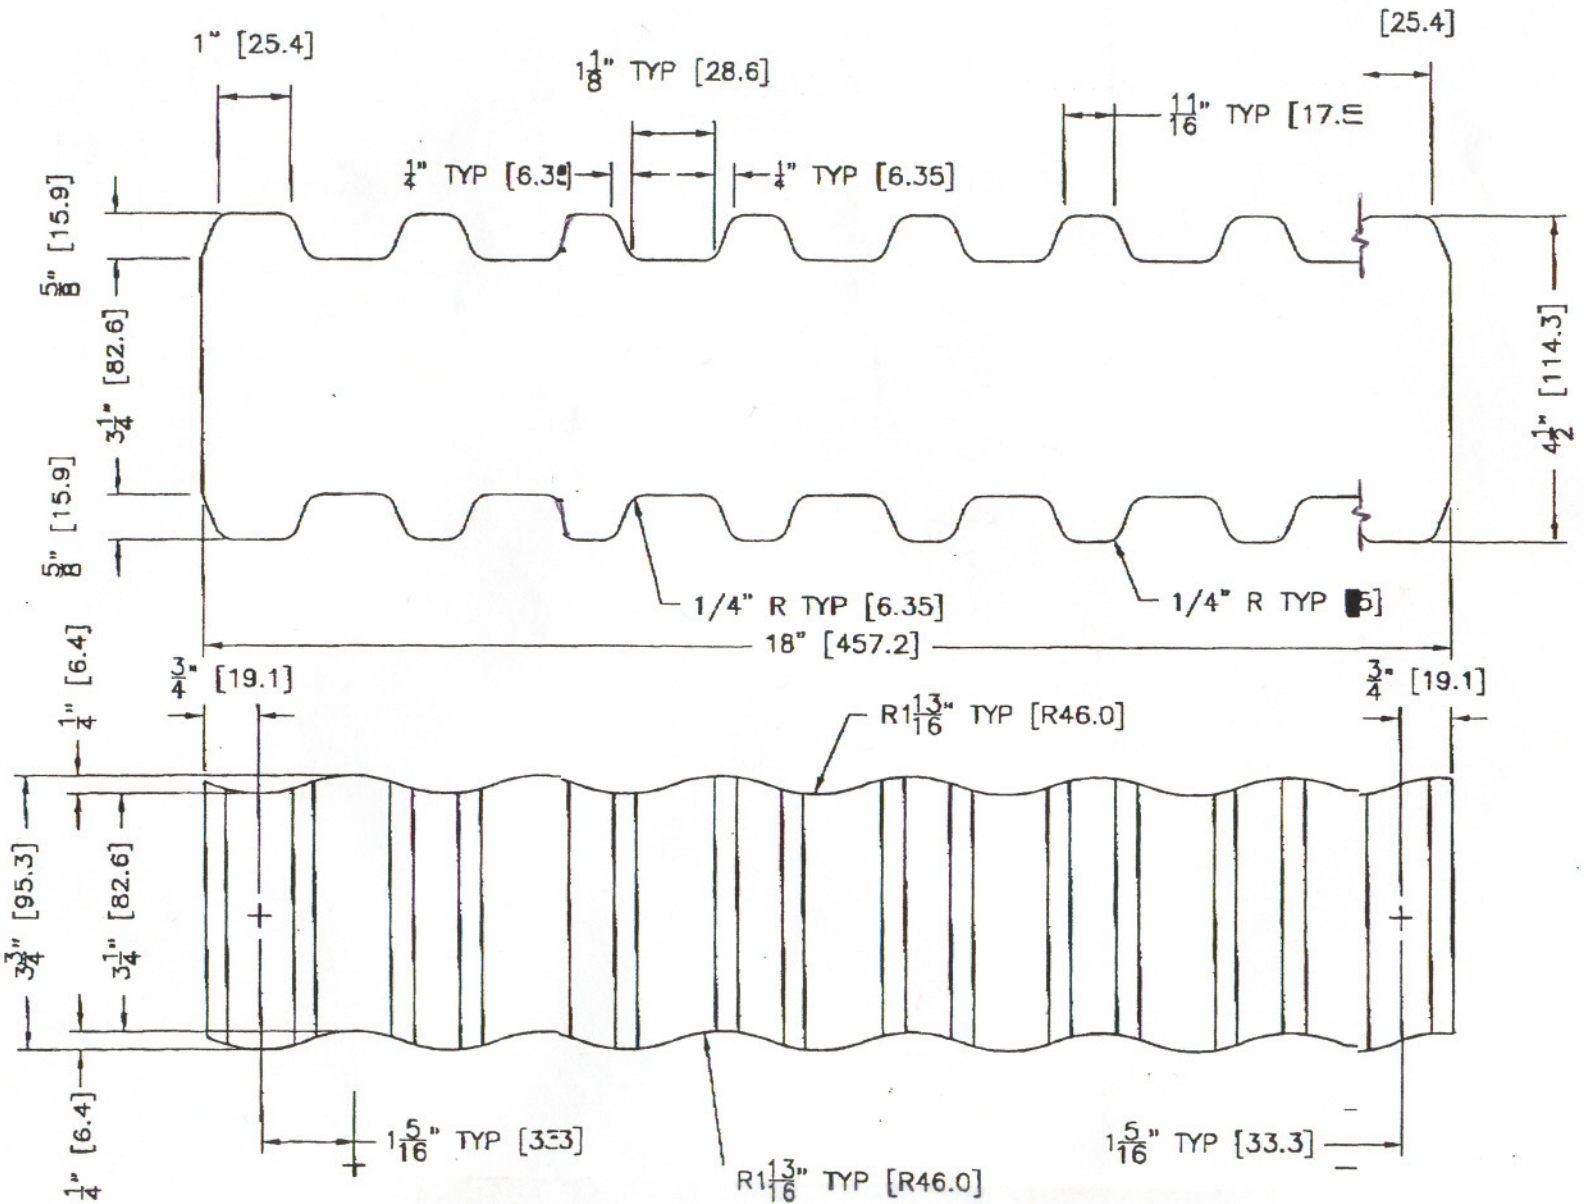 1" [25.4]
[25.4]
1 1/8" TYP [28.6]
11/16" TYP
1/4" TYP
1/4" TYP [6.35]
5/8" [15.9]
3 1/4" [82.6]
5/8" [15.9]
4 1/2" [114.3]
1/4" R TYP [6.35]
1/4" R TYP
18" [457.2]
1/4" [6.4]
3/4" [19.1]
3/4" [19.1]
R1 13/16" TYP [R46.0]
3 3/4" [95.3]
3 1/4" [82.6]
1/4" [6.4]
1 5/16" TYP
1 5/16" TYP [33.3]
R1 13/16" TYP [R46.0]